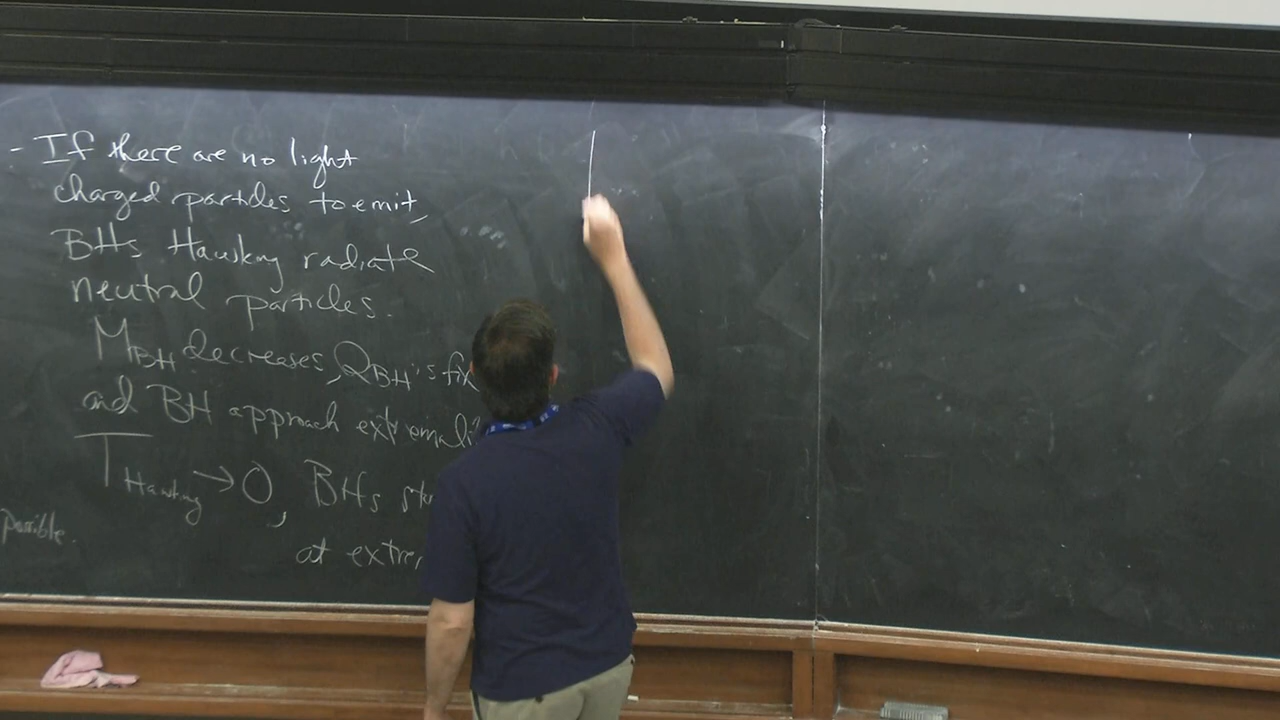 - If there are no light
charged particles to emit,
BHs Hawking radiate
neutral particles.
M_BH decreases, Q_BH's fix
and BH approach extremali
T_Hawking → 0, BHs
at extre
possible.